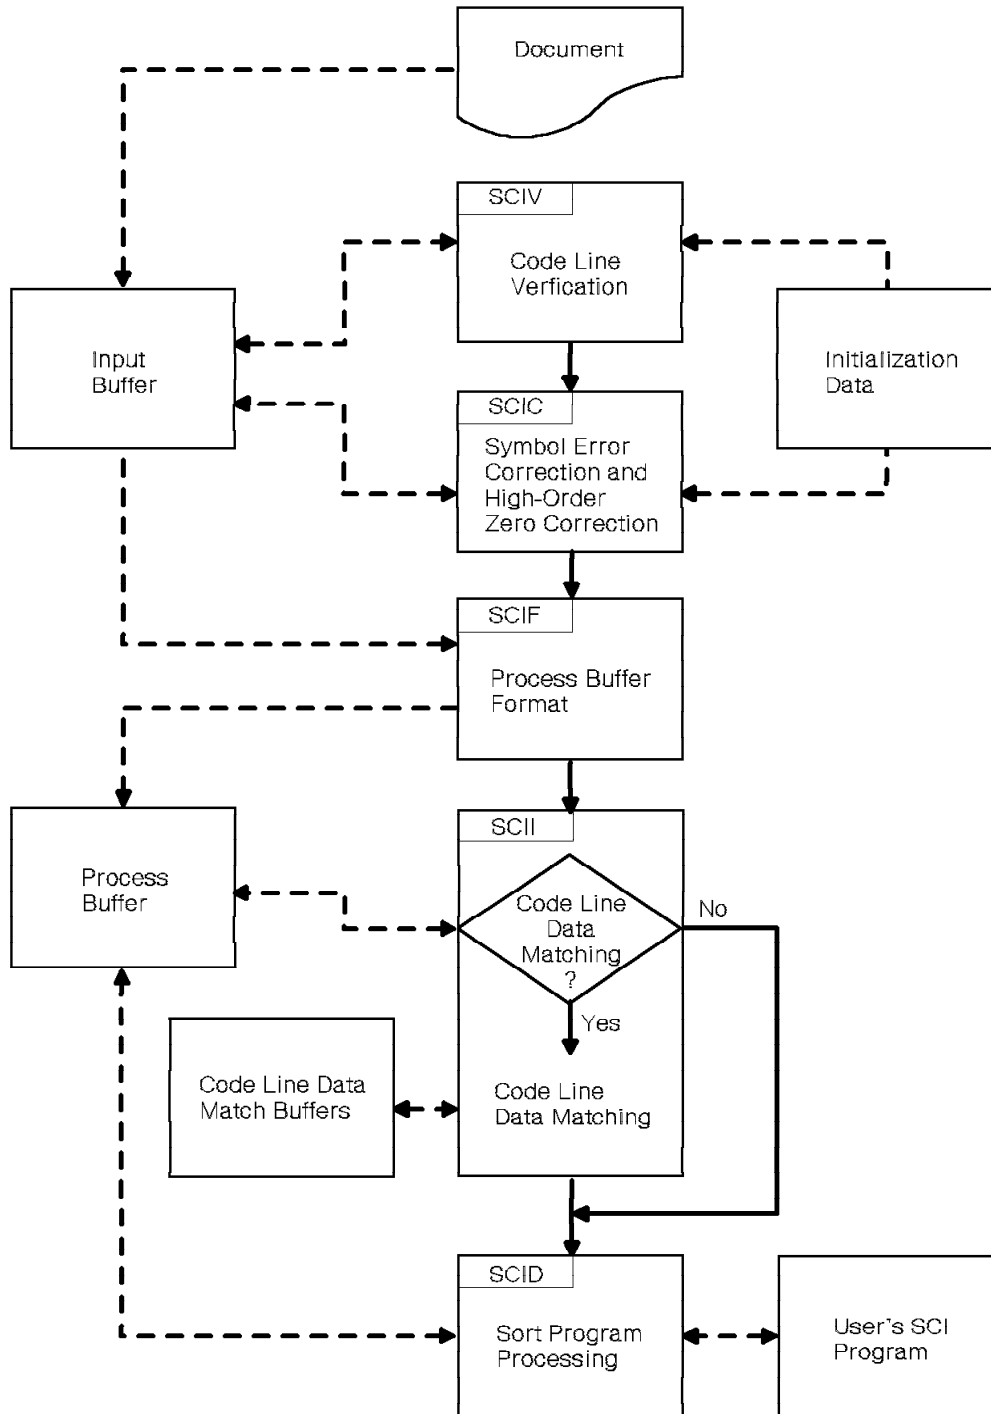 Document
SCIV
Code Line
Verfication
Input
Buffer
Initialization
Data
SCIC
Symbol Error
Correction and
High-Order
Zero Correction
SCIF
Process Buffer
Format
SCII
Process
Buffer
Code Line
Data
Matching
?
No
Yes
Code Line Data
Match Buffers
Code Line
Data Matching
SCID
Sort Program
Processing
User's SCI
Program